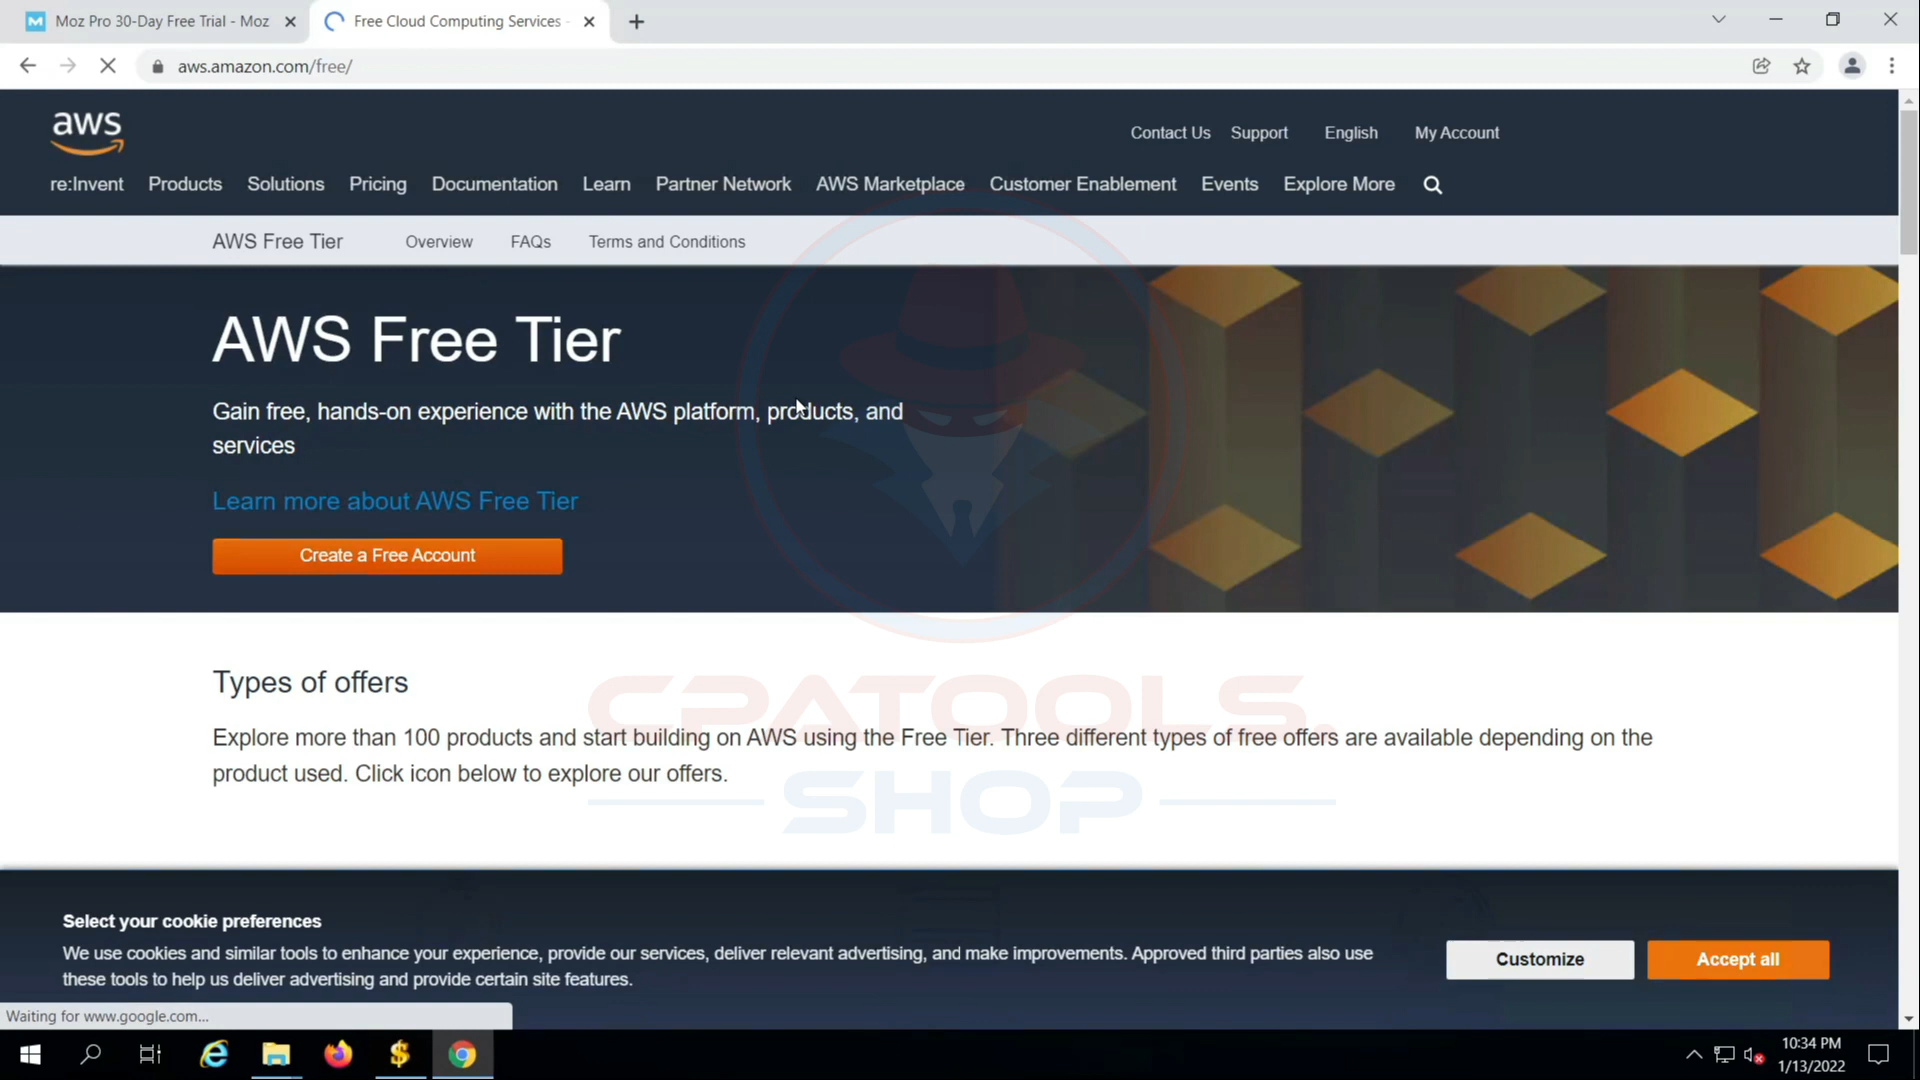 Moz Pro 30-Day Free Trial - Moz
Free Cloud Computing Services -
aws.amazon.com/free/
aws
Contact Us Support English My Account
re:Invent Products Solutions Pricing Documentation Learn Partner Network AWS Marketplace Customer Enablement Events Explore More
AWS Free Tier Overview FAQs Terms and Conditions
AWS Free Tier
Gain free, hands-on experience with the AWS platform, products, and
services
Learn more about AWS Free Tier
Create a Free Account
Types of offers
CPATOOLS.
Explore more than 100 products and start building on AWS using the Free Tier. Three different types of free offers are available depending on the
product used. Click icon below to explore our offers.
SHOP
Select your cookie preferences
We use cookies and similar tools to enhance your experience, provide our services, deliver relevant advertising, and make improvements. Approved third parties also use
these tools to help us deliver advertising and provide certain site features.
Customize
Accept all
Waiting for www.google.com...
10:34 PM
1/13/2022